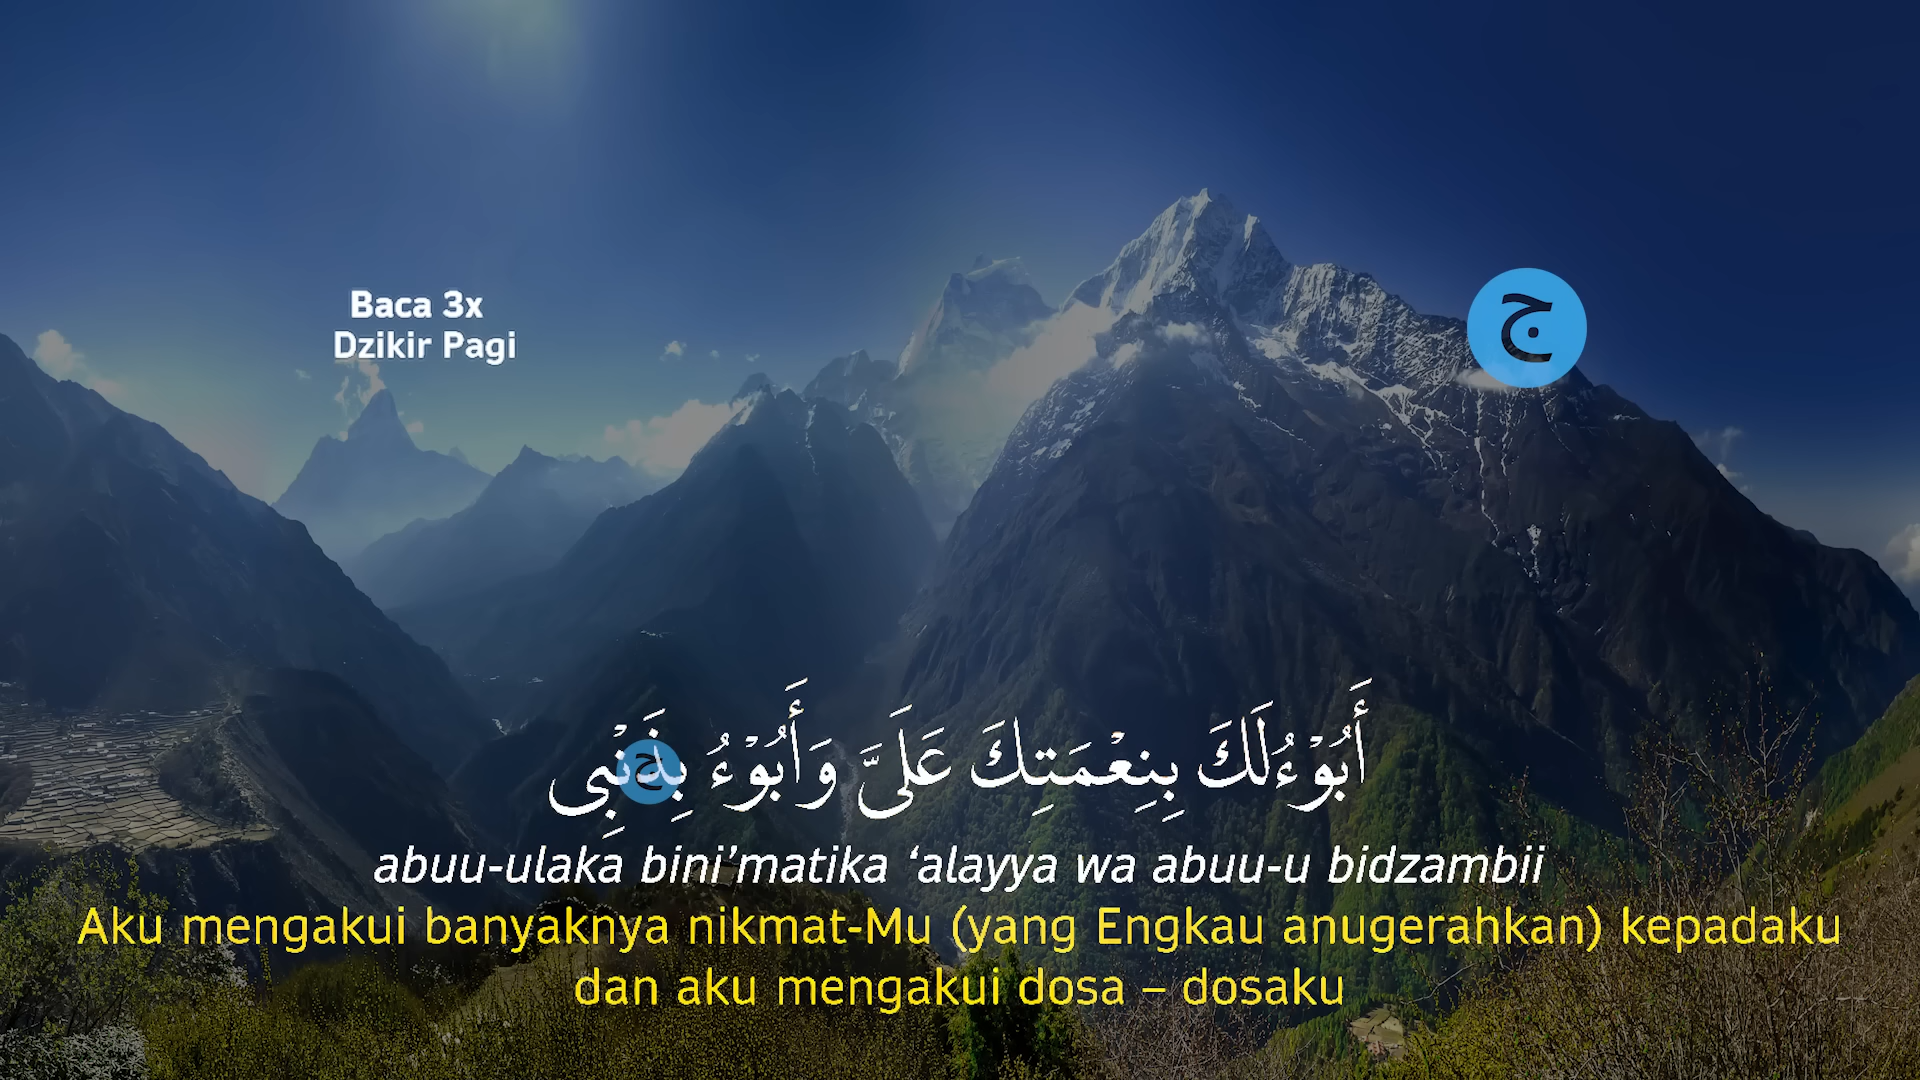 Baca 3x
Dzikir Pagi
ج
أَبُوْءُلَكَ بِنِعْمَتِكَ عَلَيَّ وَأَبُوْءُ بِذَنْبِي
ج
abuu-ulaka bini’matika ‘alayya wa abuu-u bidzambii
Aku mengakui banyaknya nikmat-Mu (yang Engkau anugerahkan) kepadaku
dan aku mengakui dosa – dosaku